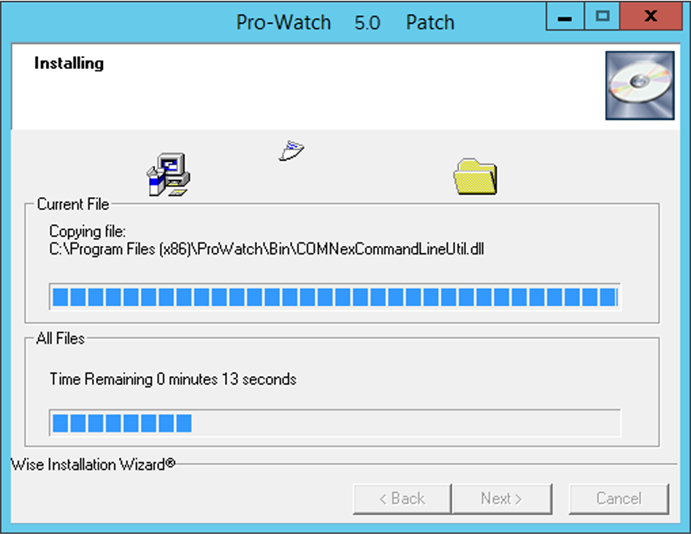 Pro-Watch 5.0 Patch
Installing
Current File
Copying file:
C:\Program Files (x86)\ProWatch\Bin\COMNexCommandLineUtil.dll
All Files
Time Remaining 0 minutes 13 seconds
Wise Installation Wizard®
< Back Next > Cancel